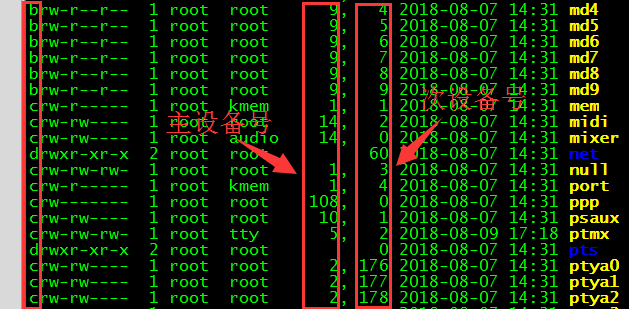 brw-r--r-- 1 root root 9, 4 2018-08-07 14:31 md4
brw-r--r-- 1 root root 9, 5 2018-08-07 14:31 md5
brw-r--r-- 1 root root 9, 6 2018-08-07 14:31 md6
brw-r--r-- 1 root root 9, 7 2018-08-07 14:31 md7
brw-r--r-- 1 root root 9, 8 2018-08-07 14:31 md8
brw-r--r-- 1 root root 9, 9 2018-08-07 14:31 md9
crw-r----- 1 root kmem 1, 1 2018-08-07 14:31 mem
主设备号
次设备号
crw-rw---- 1 root root 14, 2 2018-08-07 14:31 midi
crw-rw---- 1 root audio 14, 0 2018-08-07 14:31 mixer
drwxr-xr-x 2 root root 60 2018-08-07 14:31 net
crw-rw-rw- 1 root root 1, 3 2018-08-07 14:31 null
crw-r----- 1 root kmem 1, 4 2018-08-07 14:31 port
crw------- 1 root root 108, 0 2018-08-07 14:31 ppp
crw-rw---- 1 root root 10, 1 2018-08-07 14:31 psaux
crw-rw-rw- 1 root tty 5, 2 2018-08-09 17:18 ptmx
drwxr-xr-x 2 root root 0 2018-08-07 14:31 pts
crw-rw---- 1 root root 2, 176 2018-08-07 14:31 ptya0
crw-rw---- 1 root root 2, 177 2018-08-07 14:31 ptya1
crw-rw---- 1 root root 2, 178 2018-08-07 14:31 ptya2